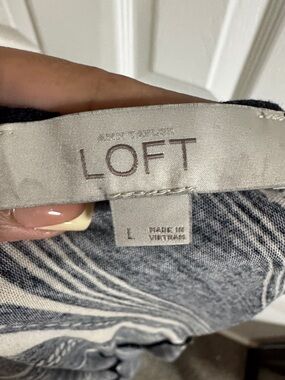 ANN TAYLOR
LOFT
L
MADE IN
VIETNAM